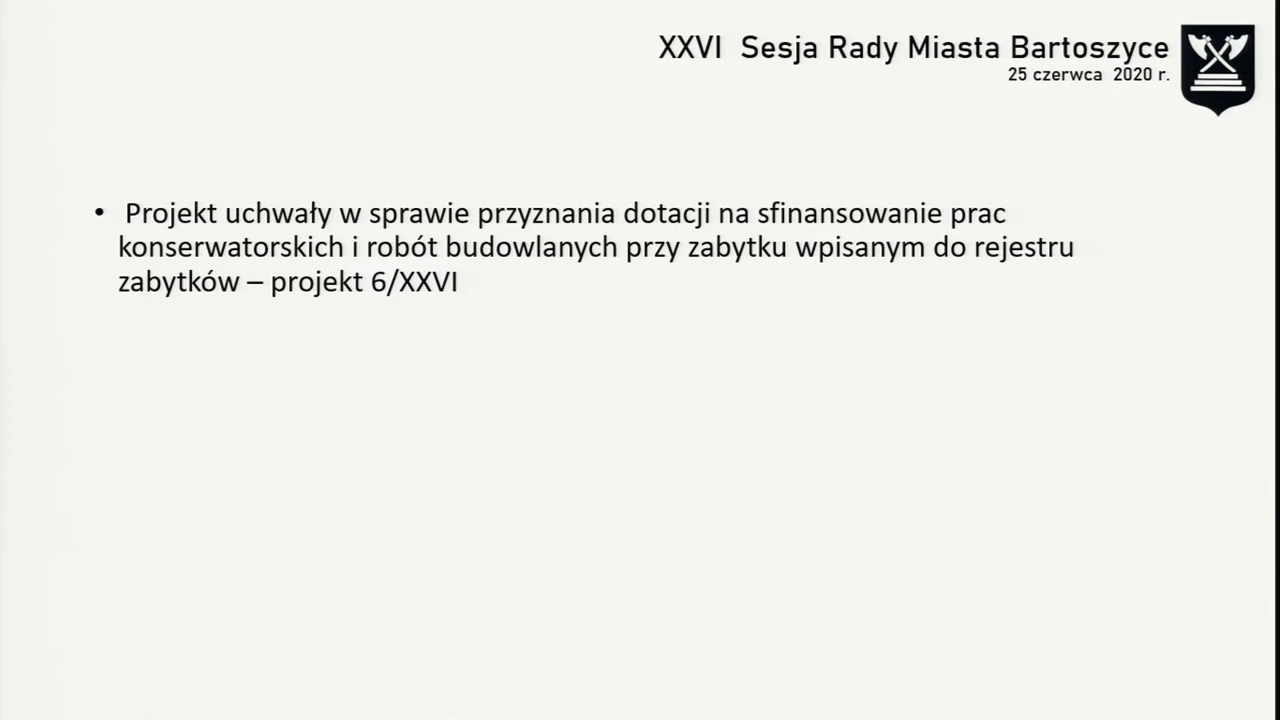 XXVI Sesja Rady Miasta Bartoszyce
25 czerwca 2020 r.
• Projekt uchwały w sprawie przyznania dotacji na sfinansowanie prac
konserwatorskich i robót budowlanych przy zabytku wpisanym do rejestru
zabytków – projekt 6/XXVI